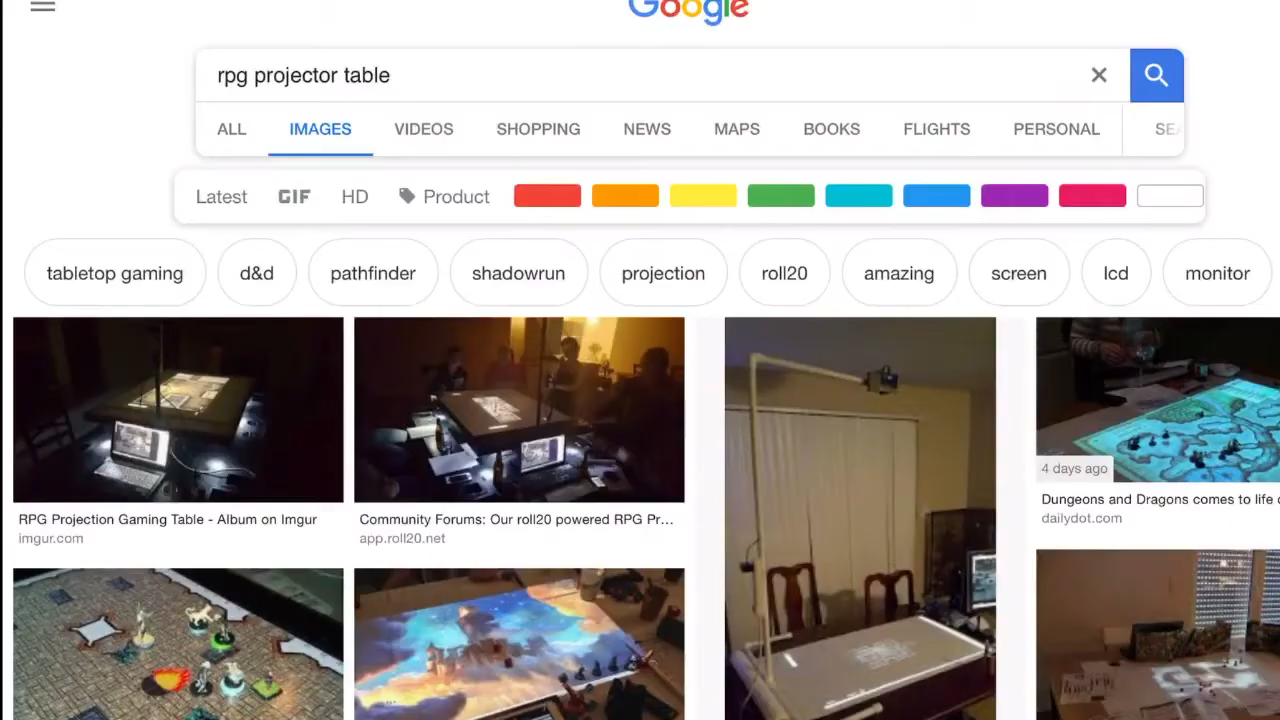 Google
rpg projector table
ALL IMAGES VIDEOS SHOPPING NEWS MAPS BOOKS FLIGHTS PERSONAL SEA
Latest GIF HD Product
tabletop gaming d&d pathfinder shadowrun projection roll20 amazing screen lcd monitor
4 days ago
RPG Projection Gaming Table - Album on Imgur
imgur.com
Community Forums: Our roll20 powered RPG Pr...
app.roll20.net
Dungeons and Dragons comes to life
dailydot.com